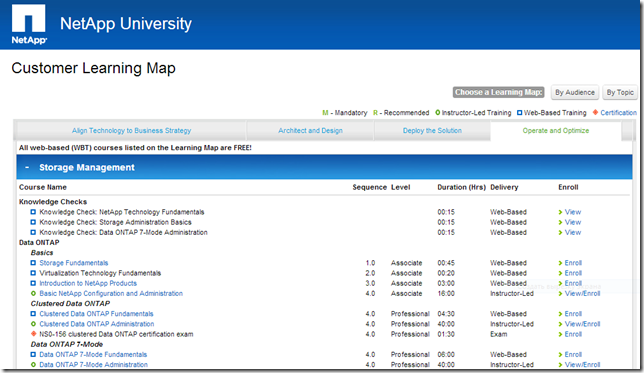 NetApp University
NetApp
Customer Learning Map
Choose a Learning Map: By Audience By Topic
M - Mandatory R - Recommended Instructor-Led Training Web-Based Training Certification
Align Technology to Business Strategy Architect and Design Deploy the Solution Operate and Optimize
All web-based (WBT) courses listed on the Learning Map are FREE!
- Storage Management
Course Name Sequence Level Duration (Hrs) Delivery Enroll
Knowledge Checks
Knowledge Check: NetApp Technology Fundamentals 00:15 Web-Based > View
Knowledge Check: Storage Administration Basics 00:15 Web-Based > View
Knowledge Check: Data ONTAP 7-Mode Administration 00:15 Web-Based > View
Data ONTAP
Basics
Storage Fundamentals 1.0 Associate 00:45 Web-Based > Enroll
Virtualization Technology Fundamentals 2.0 Associate 00:20 Web-Based > Enroll
Introduction to NetApp Products 3.0 Associate 03:00 Web-Based > Enroll
Basic NetApp Configuration and Administration 4.0 Associate 16:00 Instructor-Led > View/Enroll
Clustered Data ONTAP
Clustered Data ONTAP Fundamentals 4.0 Professional 04:30 Web-Based > Enroll
Clustered Data ONTAP Administration 4.0 Professional 40:00 Instructor-Led > View/Enroll
NS0-156 clustered Data ONTAP certification exam 4.0 Professional 01:30 Exam > Enroll
Data ONTAP 7-Mode
Data ONTAP 7-Mode Fundamentals 4.0 Professional 06:00 Web-Based > Enroll
Data ONTAP 7-Mode Administration 4.0 Professional 40:00 Instructor-Led > View/Enroll